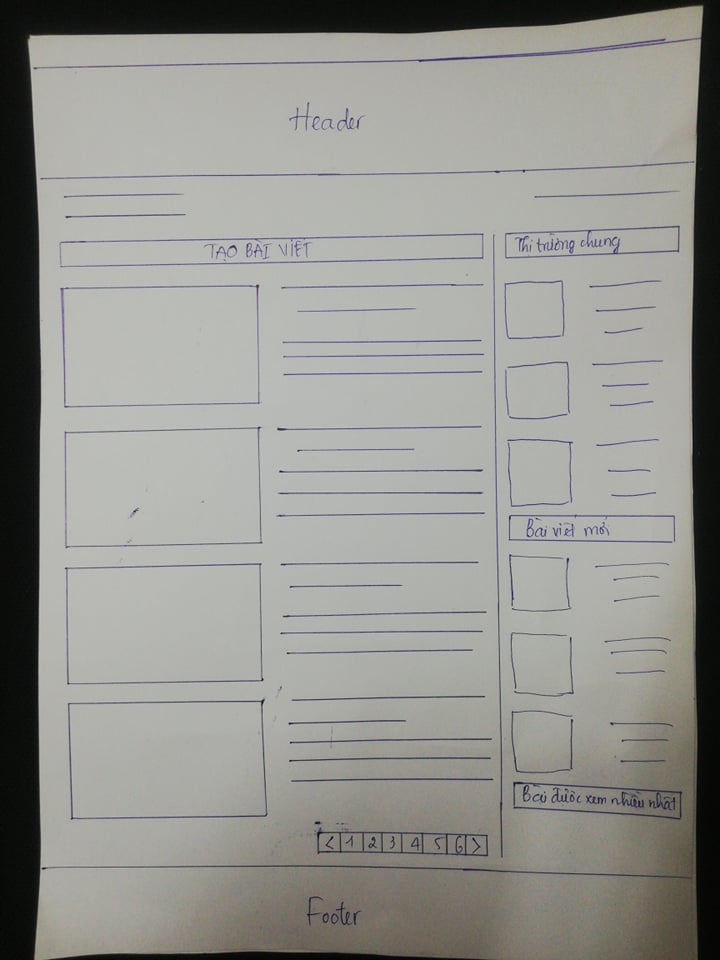 Header
TẠO BÀI VIẾT
Thị trường chung
Bài viết mới
Bài được xem nhiều nhất
< 1 2 3 4 5 6 >
Footer